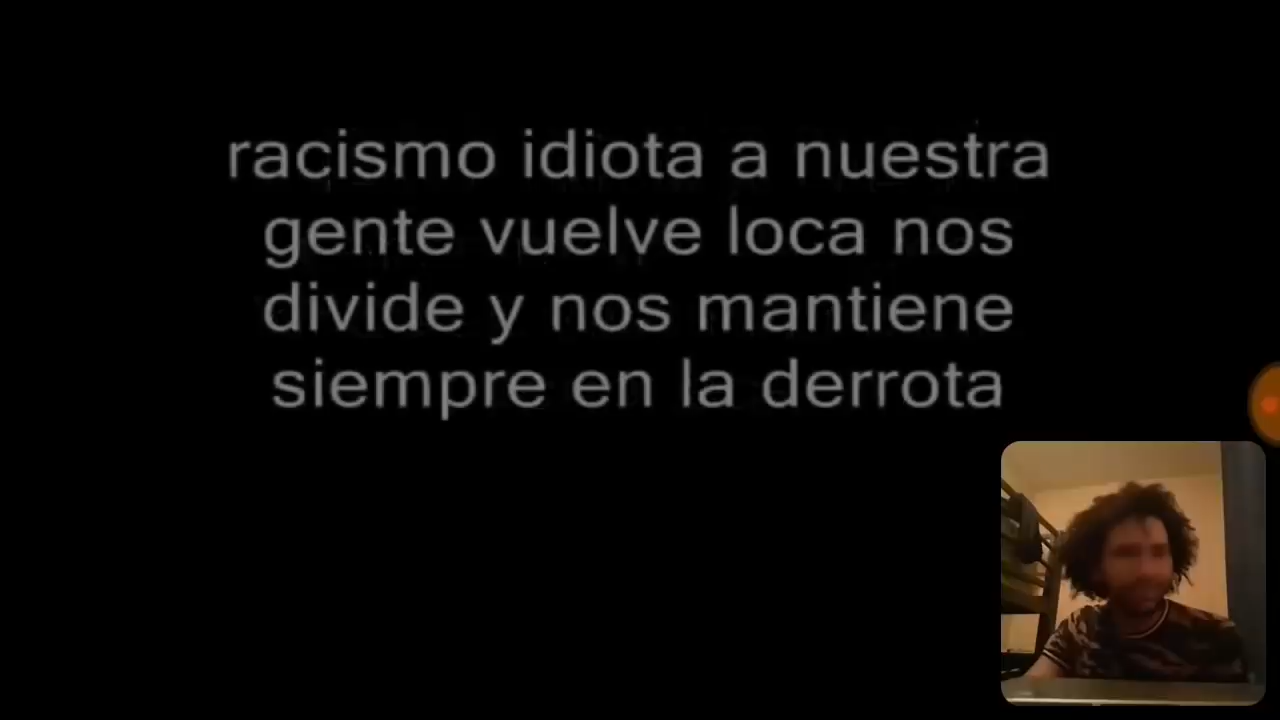 racismo idiota a nuestra
gente vuelve loca nos
divide y nos mantiene
siempre en la derrota